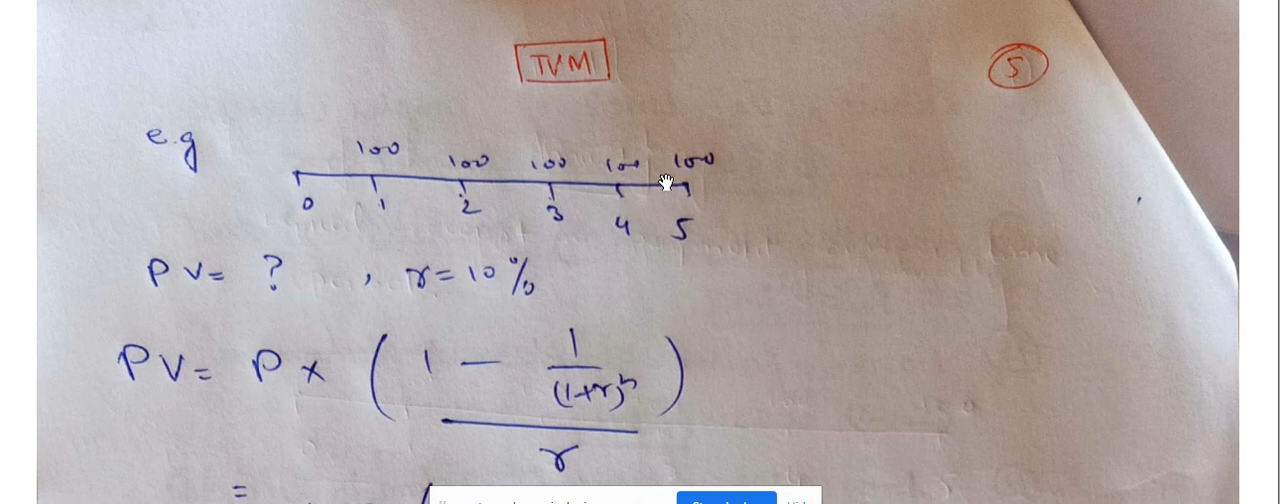 TVM
5
e.g
100 100 100 100 100
0 1 2 3 4 5
PV= ? , r=10%
PV= P x ( 1 - 1/(1+r)^n ) / r
=